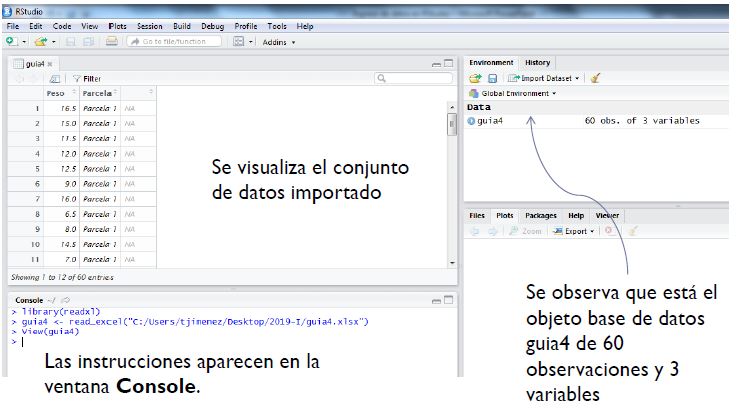 RStudio
File Edit Code View Plots Session Build Debug Profile Tools Help
Go to file/function Addins
guia4
Filter
Peso Parcela
1 16.5 Parcela 1 NA
2 15.0 Parcela 1 NA
3 11.5 Parcela 1 NA
4 12.0 Parcela 1 NA
5 12.5 Parcela 1 NA
6 9.0 Parcela 1 NA
7 16.0 Parcela 1 NA
8 6.5 Parcela 1 NA
9 8.0 Parcela 1 NA
10 14.5 Parcela 1 NA
11 7.0 Parcela 1 NA
Showing 1 to 12 of 60 entries
Se visualiza el conjunto
de datos importado
Console ~/
> library(readxl)
> guia4 <- read_excel("C:/Users/tjimenez/Desktop/2019-I/guia4.xlsx")
> View(guia4)
>
Las instrucciones aparecen en la
ventana Console.
Environment History
Import Dataset
Global Environment
Data
guia4 60 obs. of 3 variables
Files Plots Packages Help Viewer
Zoom Export
Se observa que está el
objeto base de datos
guia4 de 60
observaciones y 3
variables